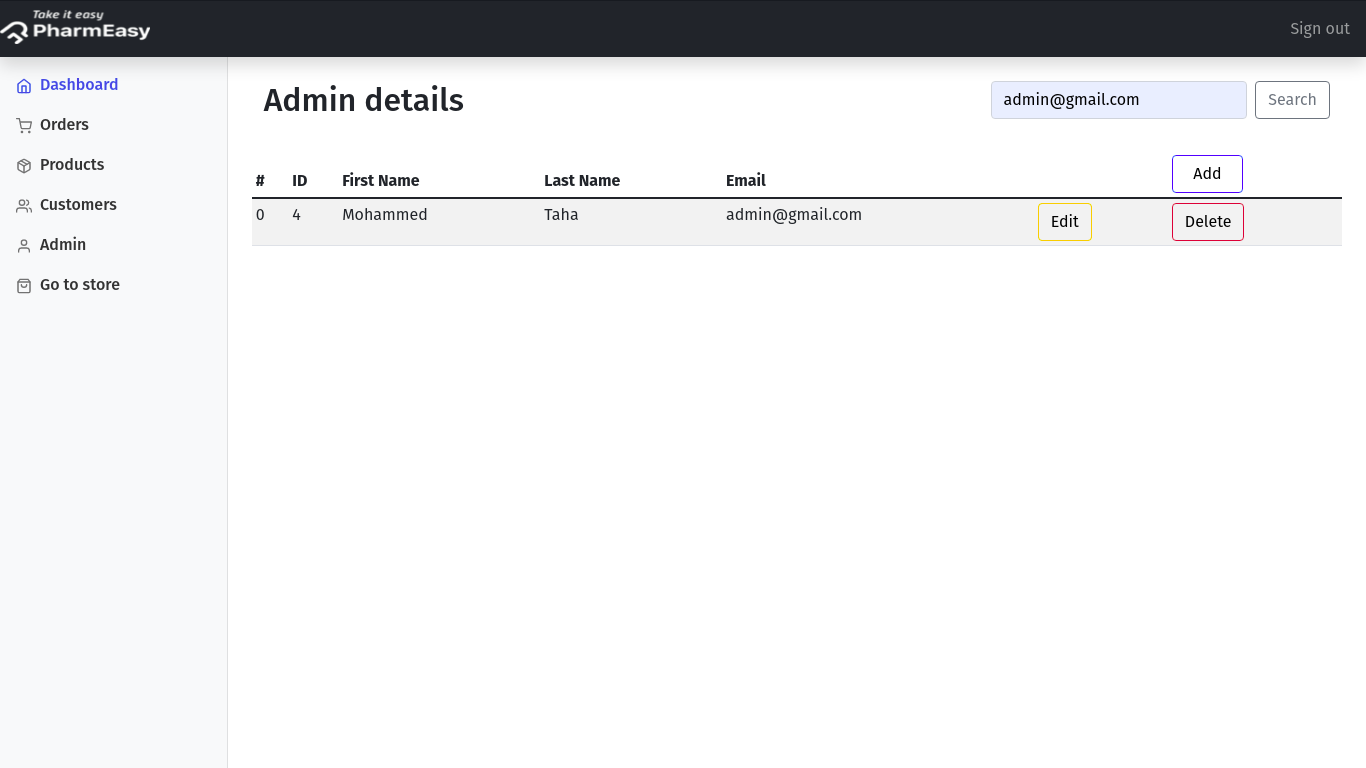 Take it easy
PharmEasy
Sign out
Dashboard
Orders
Products
Customers
Admin
Go to store
Admin details
admin@gmail.com Search
# ID First Name Last Name Email Add
0 4 Mohammed Taha admin@gmail.com Edit Delete